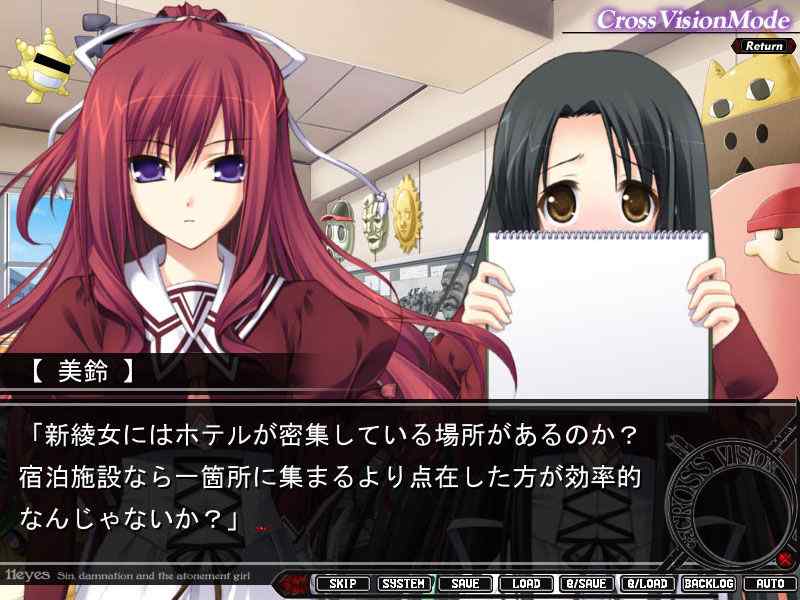 CrossVisionMode
Return
【 美鈴 】
「新綾女にはホテルが密集している場所があるのか？
宿泊施設なら一箇所に集まるより点在した方が効率的
なんじゃないか？」
CROSS VISION
11eyes Sin, damnation and the atonement girl
SKIP SYSTEM SAVE LOAD Q/SAVE Q/LOAD BACKLOG AUTO